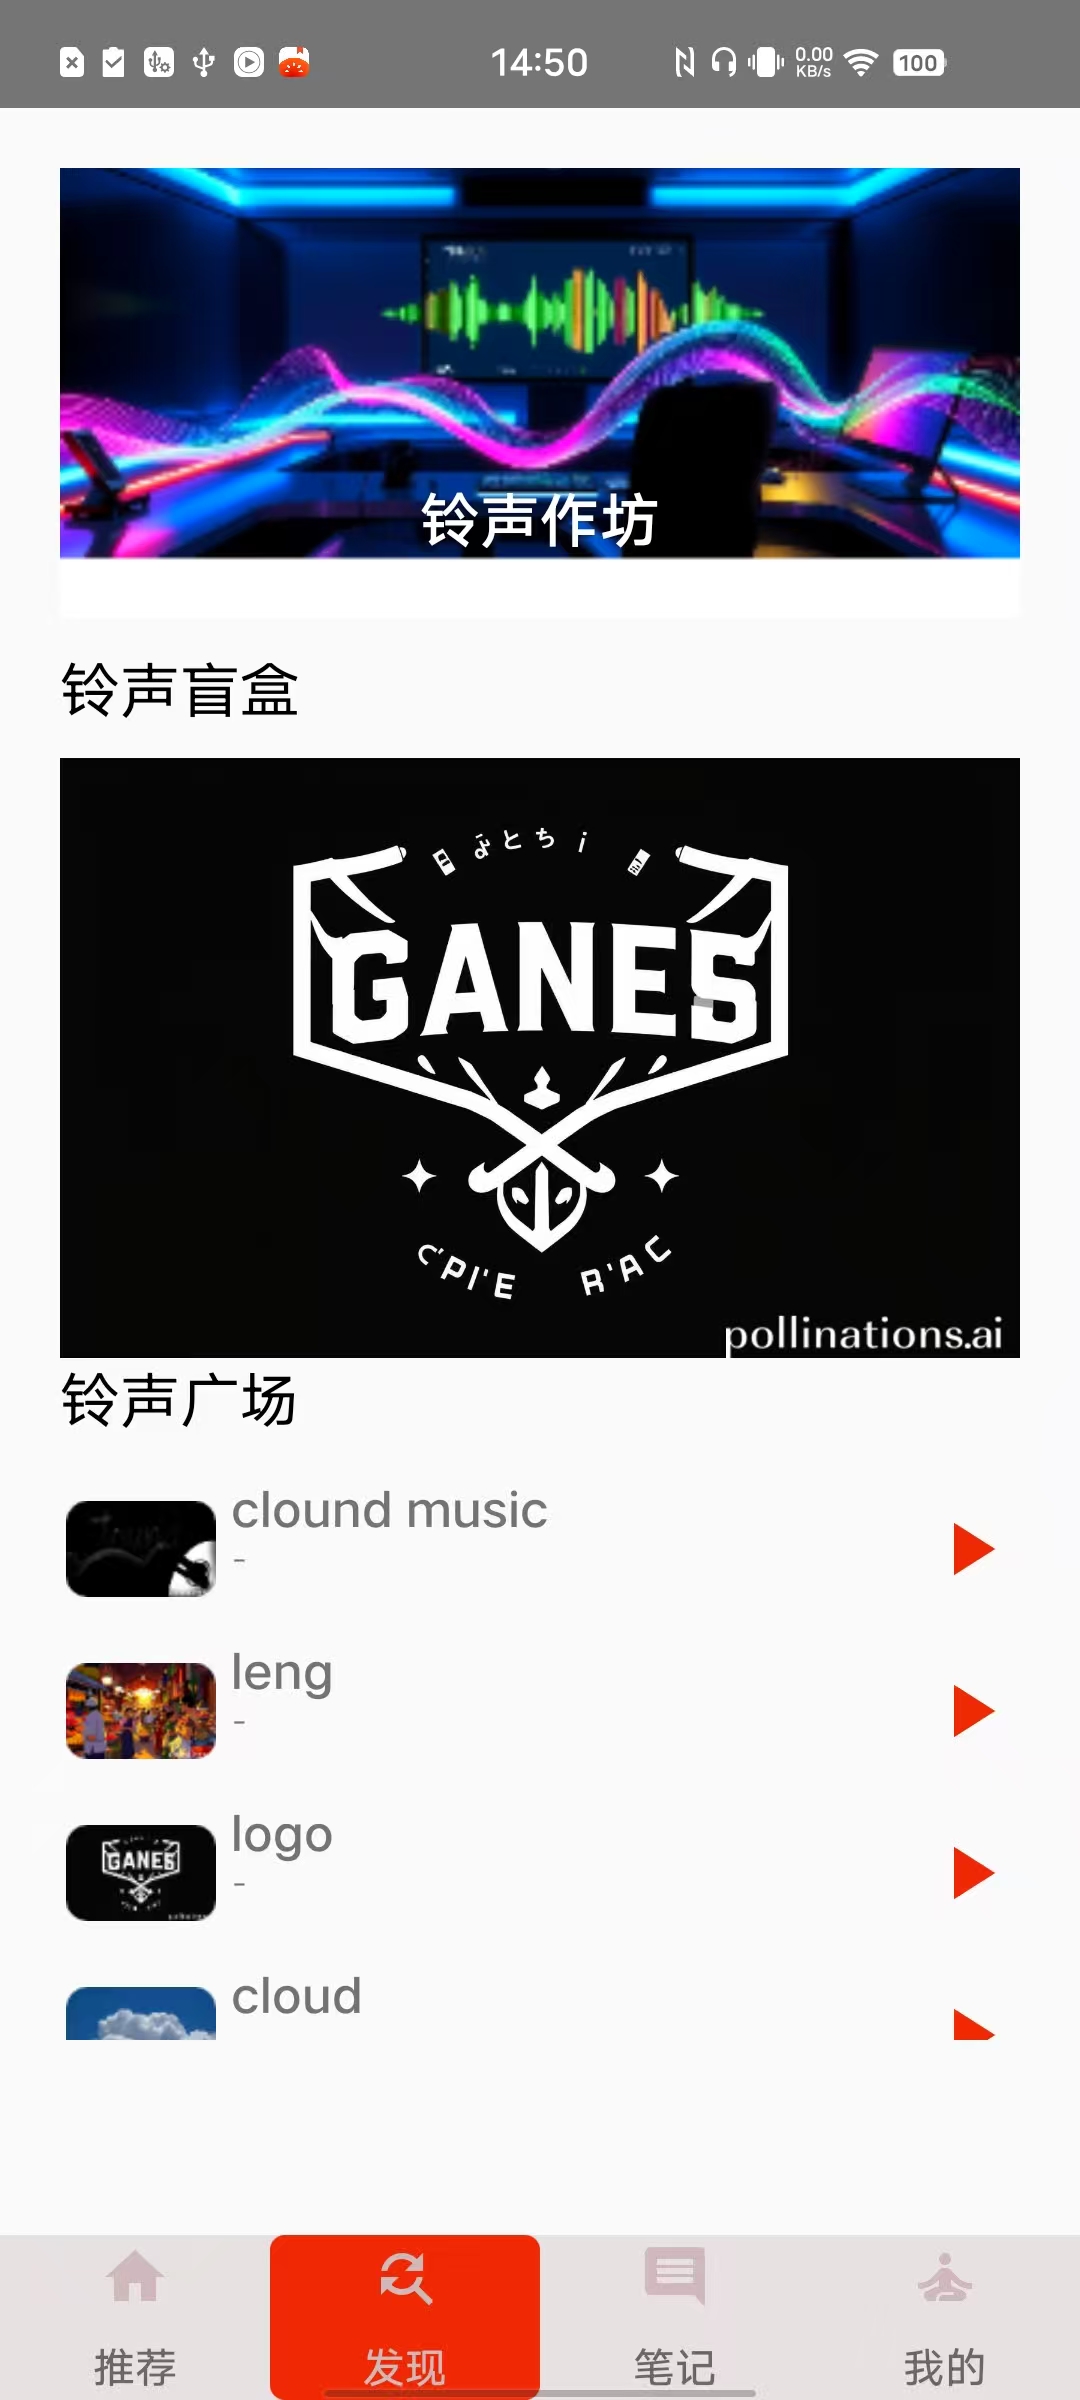 14:50
0.00
KB/s
100
铃声作坊
铃声盲盒
GANES
C'PI'E R'AC
pollinations.ai
铃声广场
clound music
-
leng
-
logo
-
GANES
cloud
推荐
发现
笔记
我的